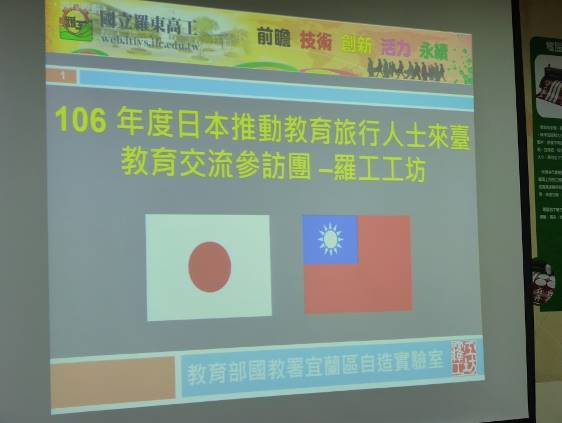 國立羅東高工
web.ltivs.ilc.edu.tw
前瞻 技術 創新 活力 永續
1
106 年度日本推動教育旅行人士來臺
教育交流參訪團 –羅工工坊
教育部國教署宜蘭區自造實驗室